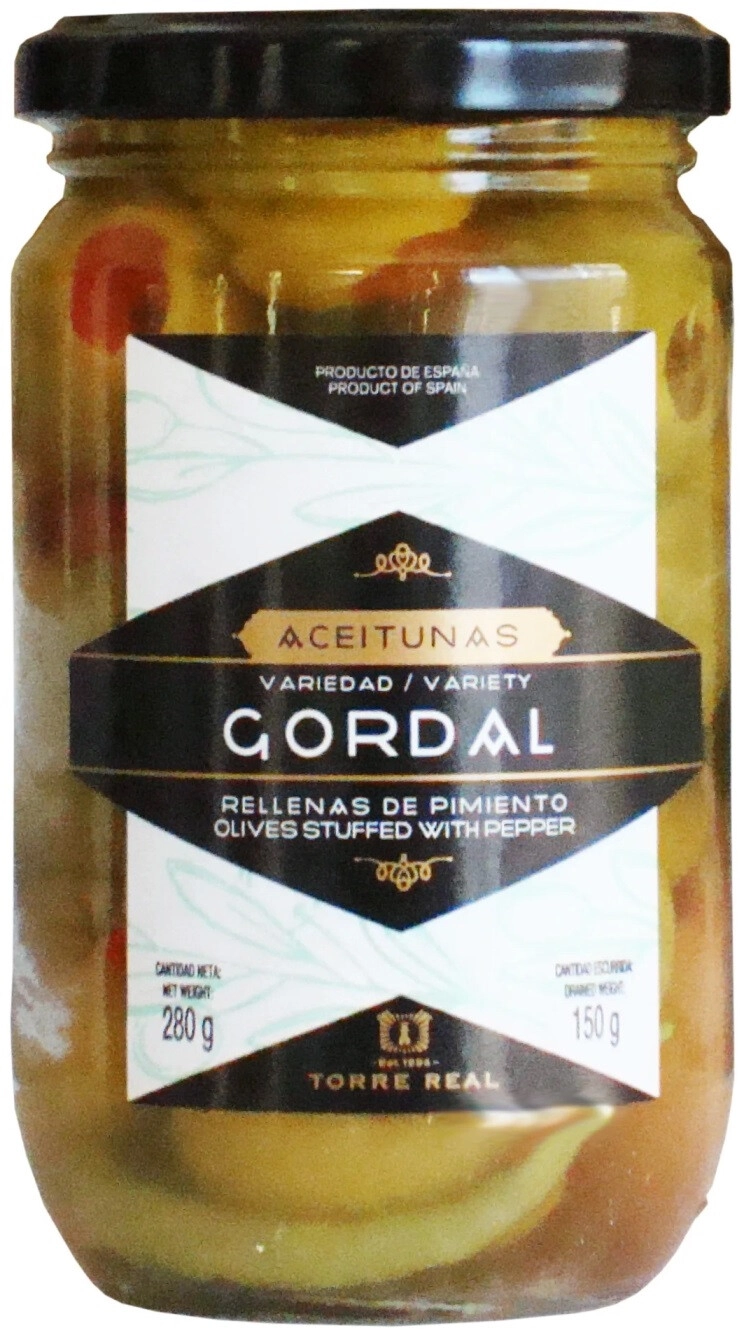 PRODUCTO DE ESPAÑA
PRODUCT OF SPAIN
ACEITUNAS
VARIEDAD / VARIETY
GORDAL
RELLENAS DE PIMIENTO
OLIVES STUFFED WITH PEPPER
CANTIDAD NETA:
NET WEIGHT:
280 g
CANTIDAD ESCURRIDA:
DRAINED WEIGHT:
150 g
TORRE REAL